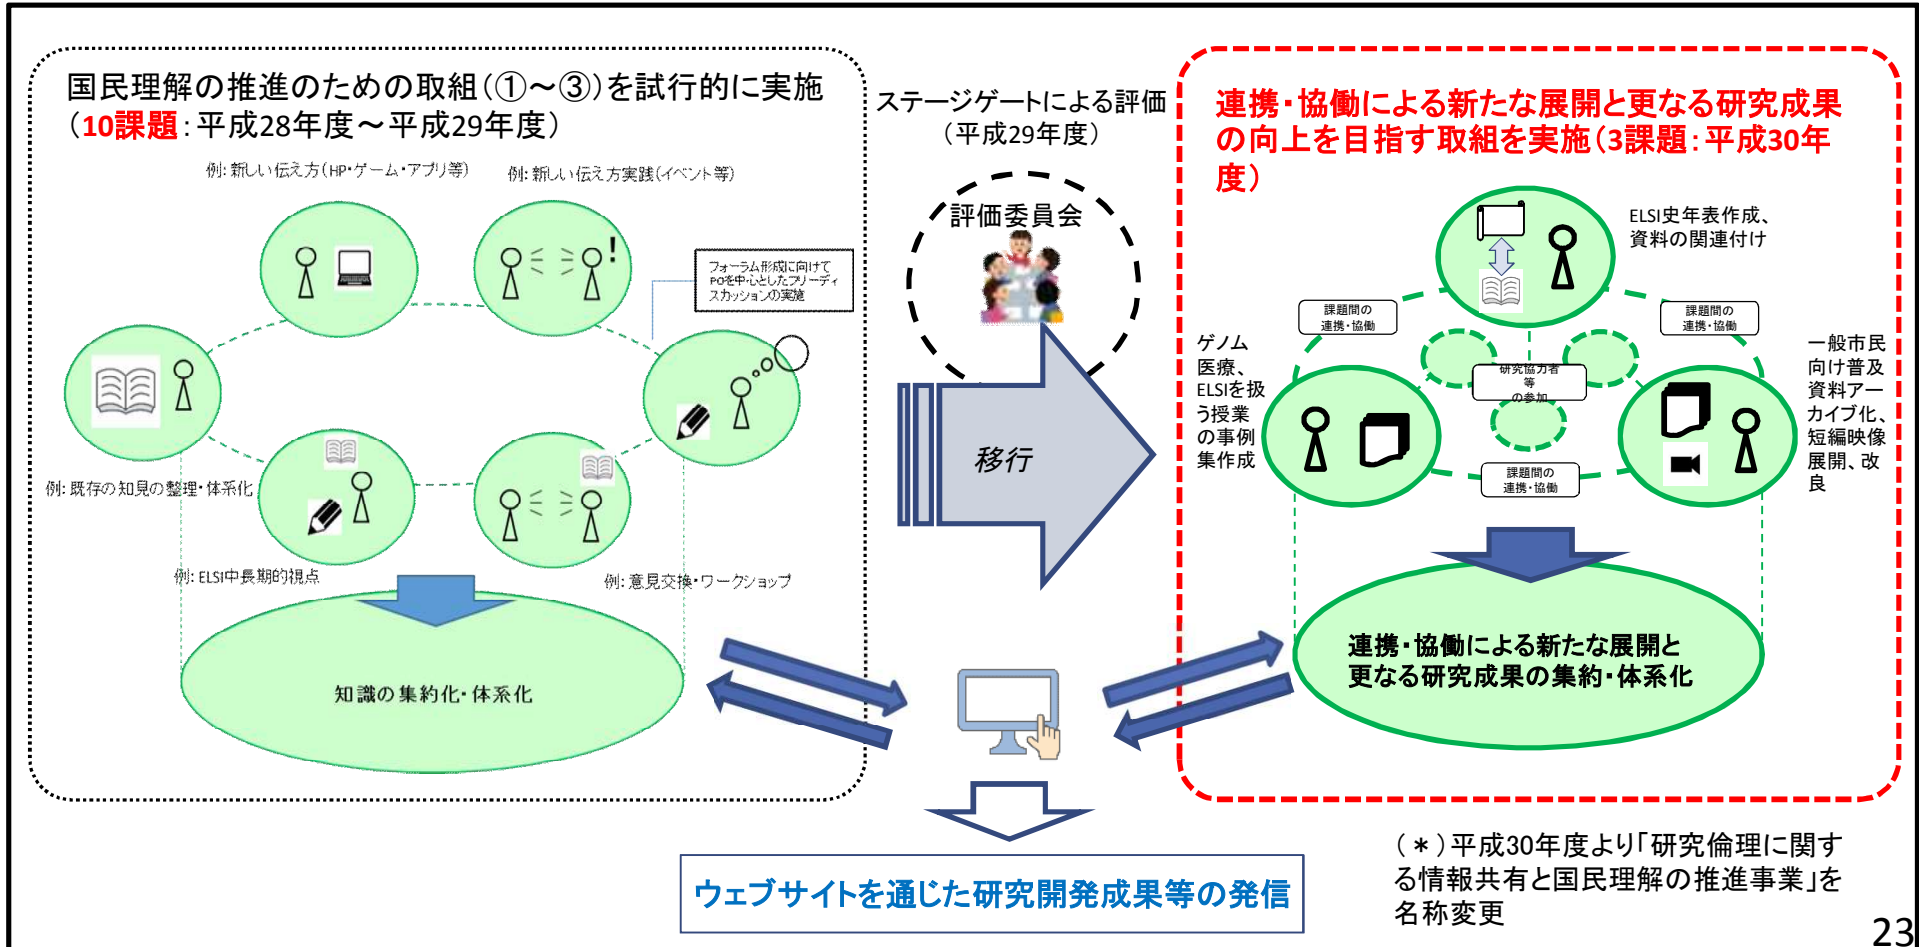 国民理解の推進のための取組(①～③)を試行的に実施
(10課題:平成28年度～平成29年度)
例:新しい伝え方(HP・ゲーム・アプリ等)
例:新しい伝え方実践(イベント等)
フォーラム形成に向けて
POを中心としたフリーディ
スカッションの実施
例:既存の知見の整理・体系化
例:ELSI中長期的視点
例:意見交換・ワークショップ
知識の集約化・体系化
ステージゲートによる評価
(平成29年度)
評価委員会
移行
連携・協働による新たな展開と更なる研究成果
の向上を目指す取組を実施(3課題:平成30年
度)
ELSI史年表作成、
資料の関連付け
課題間の
連携・協働
課題間の
連携・協働
ゲノム
医療、
ELSIを扱
う授業
の事例
集作成
研究協力者
等
の参加
一般市民
向け普及
資料アー
カイブ化、
短編映像
展開、改
良
課題間の
連携・協働
連携・協働による新たな展開と
更なる研究成果の集約・体系化
ウェブサイトを通じた研究開発成果等の発信
(＊)平成30年度より「研究倫理に関す
る情報共有と国民理解の推進事業」を
名称変更
23